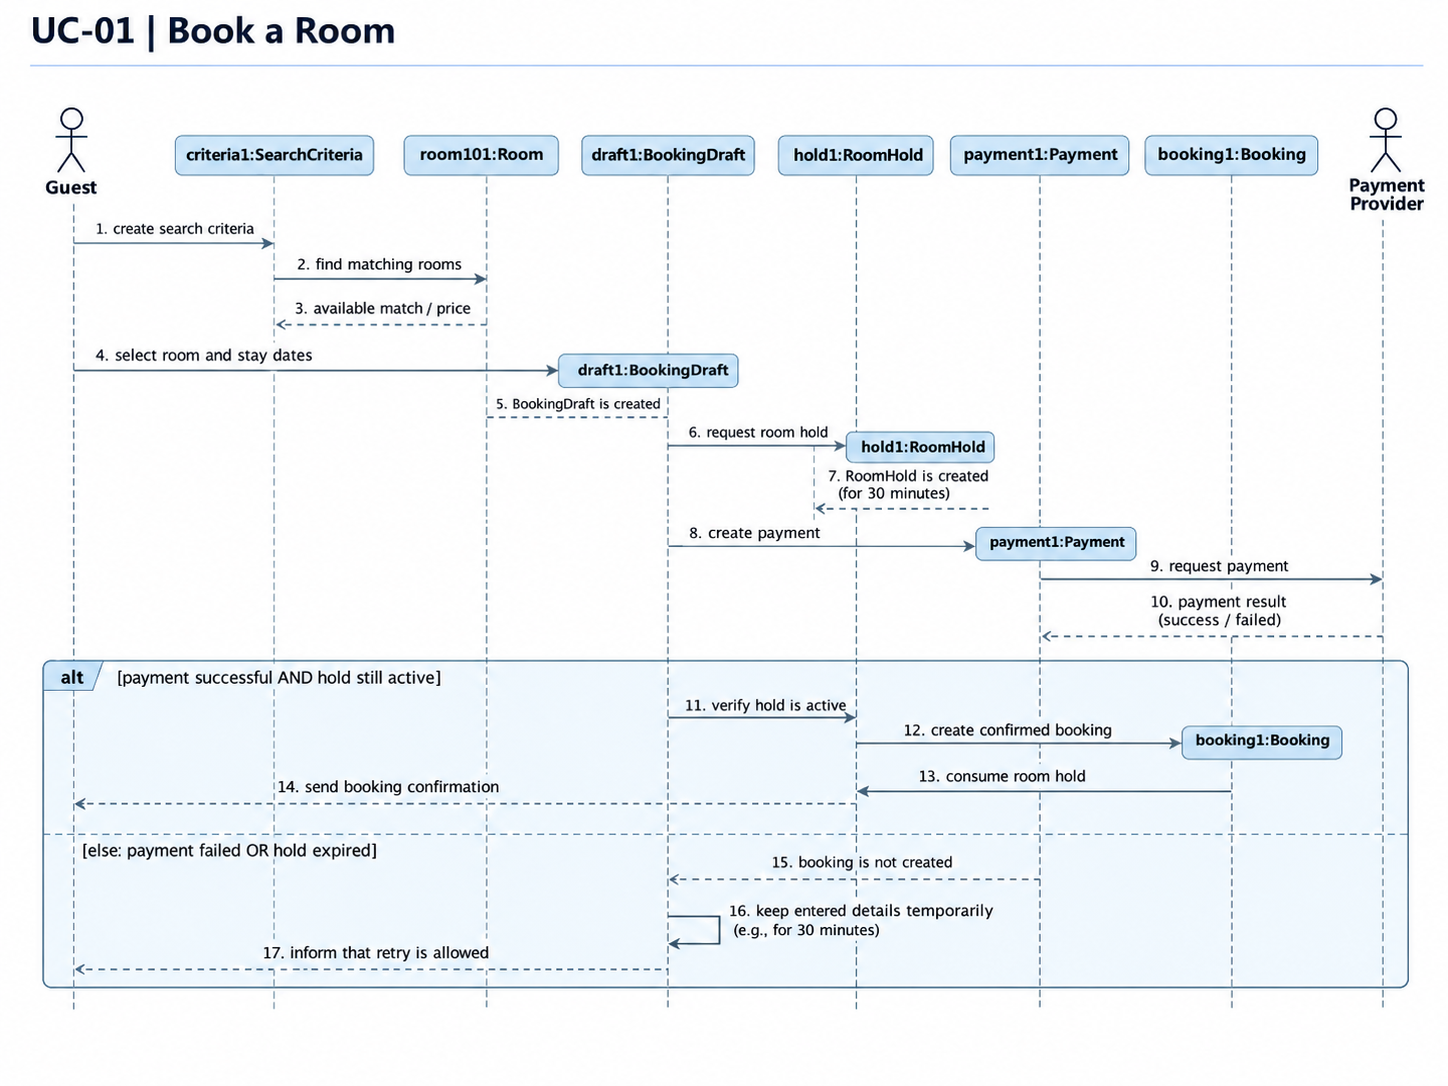 UC-01 | Book a Room
Guest
criteria1:SearchCriteria
room101:Room
draft1:BookingDraft
hold1:RoomHold
payment1:Payment
booking1:Booking
Payment
Provider
1. create search criteria
2. find matching rooms
3. available match / price
4. select room and stay dates
draft1:BookingDraft
5. BookingDraft is created
6. request room hold
hold1:RoomHold
7. RoomHold is created
(for 30 minutes)
8. create payment
payment1:Payment
9. request payment
10. payment result
(success / failed)
alt
[payment successful AND hold still active]
11. verify hold is active
12. create confirmed booking
booking1:Booking
13. consume room hold
14. send booking confirmation
[else: payment failed OR hold expired]
15. booking is not created
16. keep entered details temporarily
(e.g., for 30 minutes)
17. inform that retry is allowed